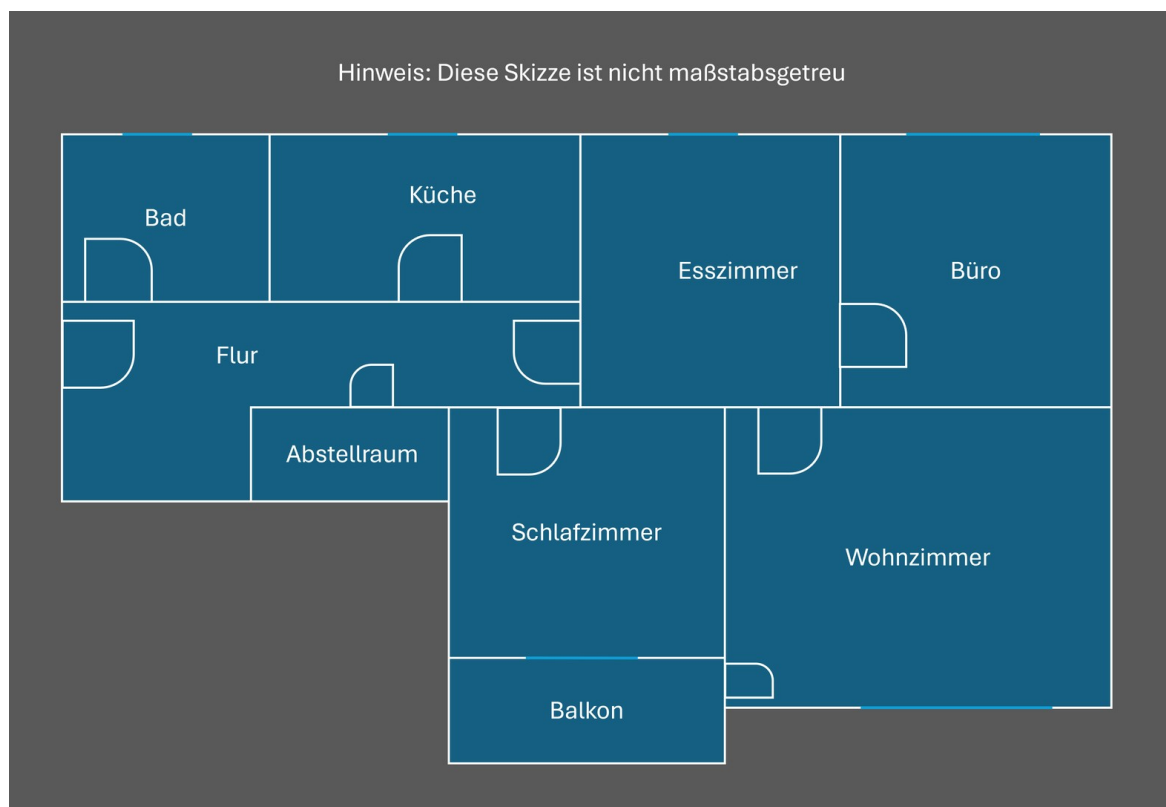 Hinweis: Diese Skizze ist nicht maßstabsgetreu
Bad
Küche
Esszimmer
Büro
Flur
Abstellraum
Schlafzimmer
Wohnzimmer
Balkon